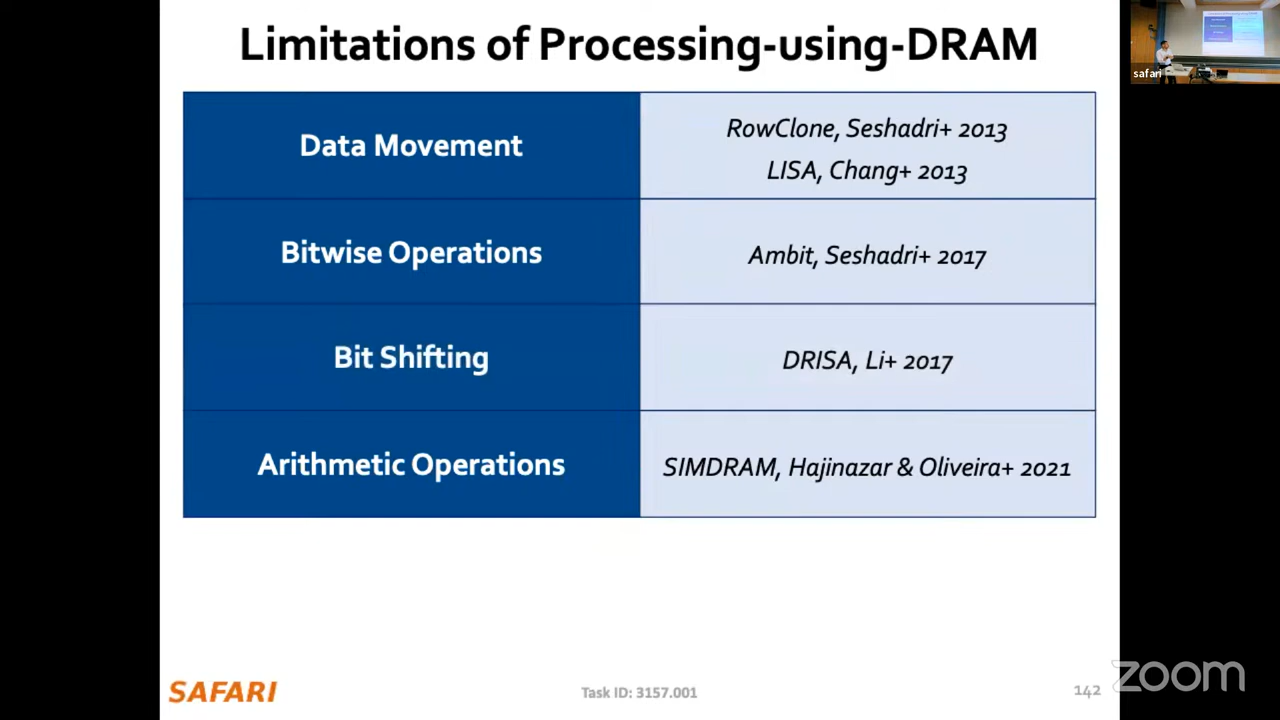 Limitations of Processing-using-DRAM
safari
Data Movement
RowClone, Seshadri+ 2013
LISA, Chang+ 2013
Bitwise Operations
Ambit, Seshadri+ 2017
Bit Shifting
DRISA, Li+ 2017
Arithmetic Operations
SIMDRAM, Hajinazar & Oliveira+ 2021
SAFARI
Task ID: 3157.001
142
zoom